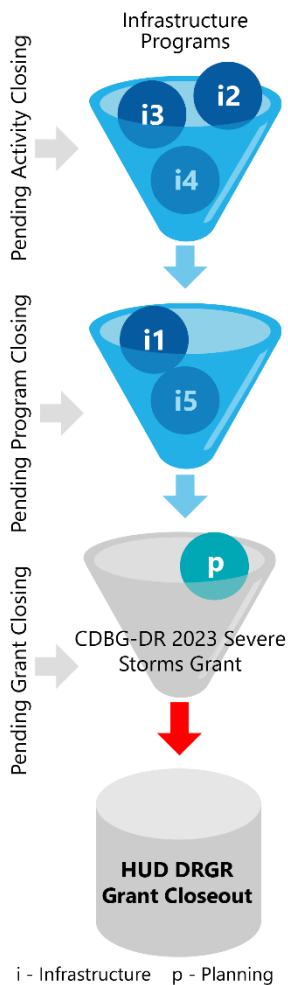 Infrastructure
Programs
Pending Activity Closing
i3
i2
i4
Pending Program Closing
i1
i5
Pending Grant Closing
p
CDBG-DR 2023 Severe
Storms Grant
HUD DRGR
Grant Closeout
i - Infrastructure p - Planning